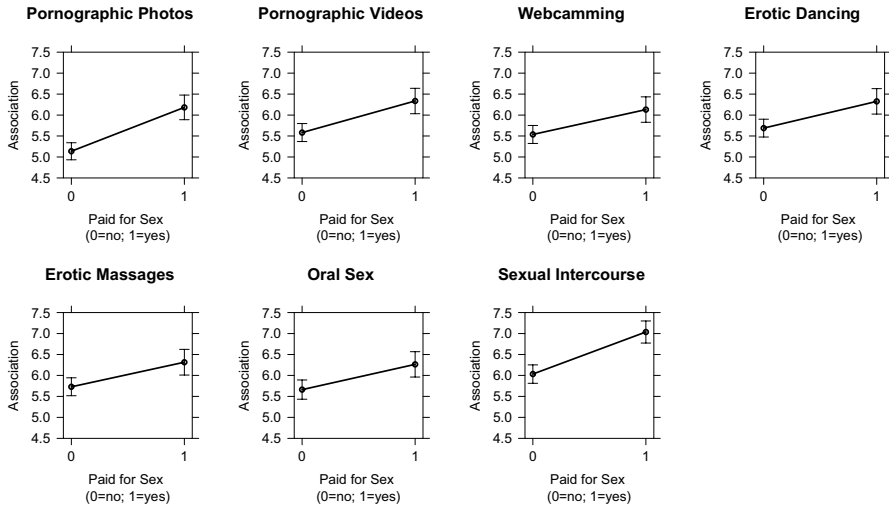 Pornographic Photos
Pornographic Videos
Webcamming
Erotic Dancing
7.5
7.0
6.5
6.0
5.5
5.0
4.5
Association
0
1
Paid for Sex
(0=no; 1=yes)
7.5
7.0
6.5
6.0
5.5
5.0
4.5
Association
0
1
Paid for Sex
(0=no; 1=yes)
7.5
7.0
6.5
6.0
5.5
5.0
4.5
Association
0
1
Paid for Sex
(0=no; 1=yes)
7.5
7.0
6.5
6.0
5.5
5.0
4.5
Association
0
1
Paid for Sex
(0=no; 1=yes)
Erotic Massages
Oral Sex
Sexual Intercourse
7.5
7.0
6.5
6.0
5.5
5.0
4.5
Association
0
1
Paid for Sex
(0=no; 1=yes)
7.5
7.0
6.5
6.0
5.5
5.0
4.5
Association
0
1
Paid for Sex
(0=no; 1=yes)
7.5
7.0
6.5
6.0
5.5
5.0
4.5
Association
0
1
Paid for Sex
(0=no; 1=yes)